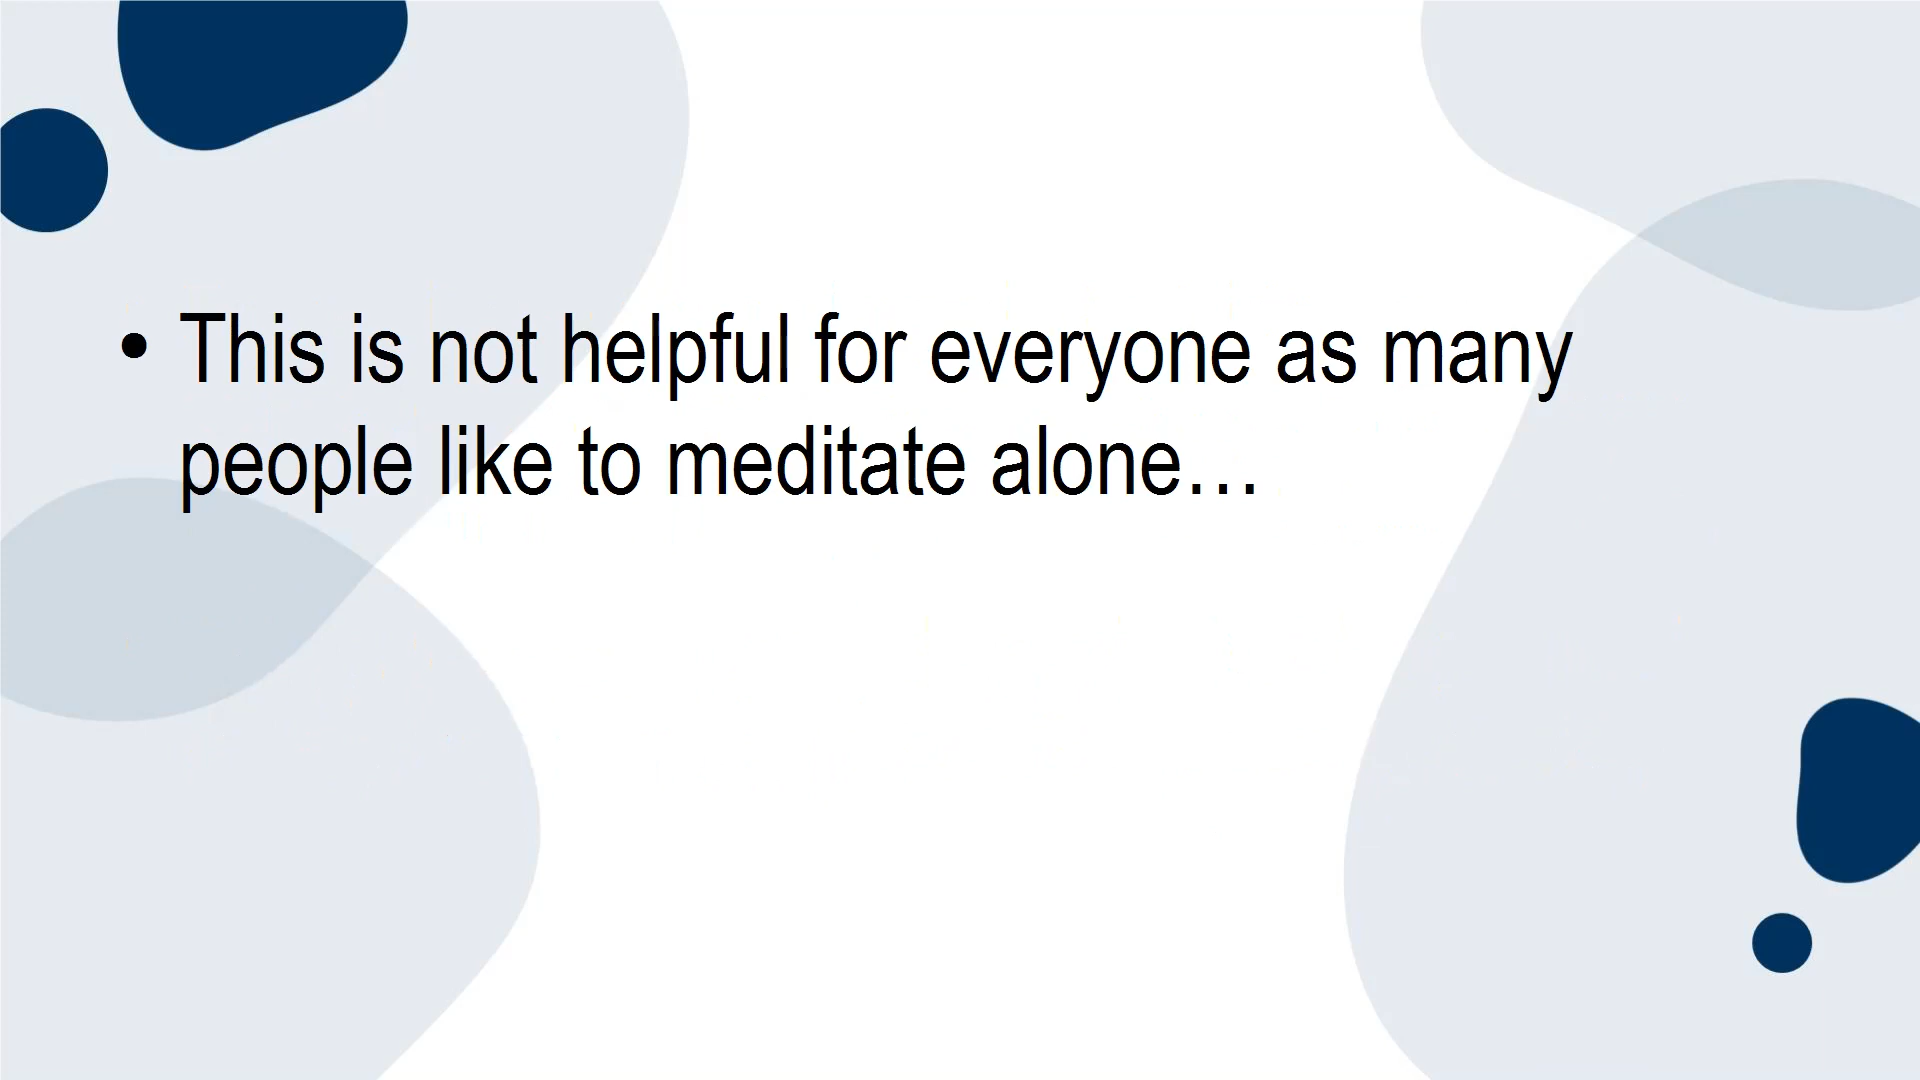 • This is not helpful for everyone as many
people like to meditate alone…